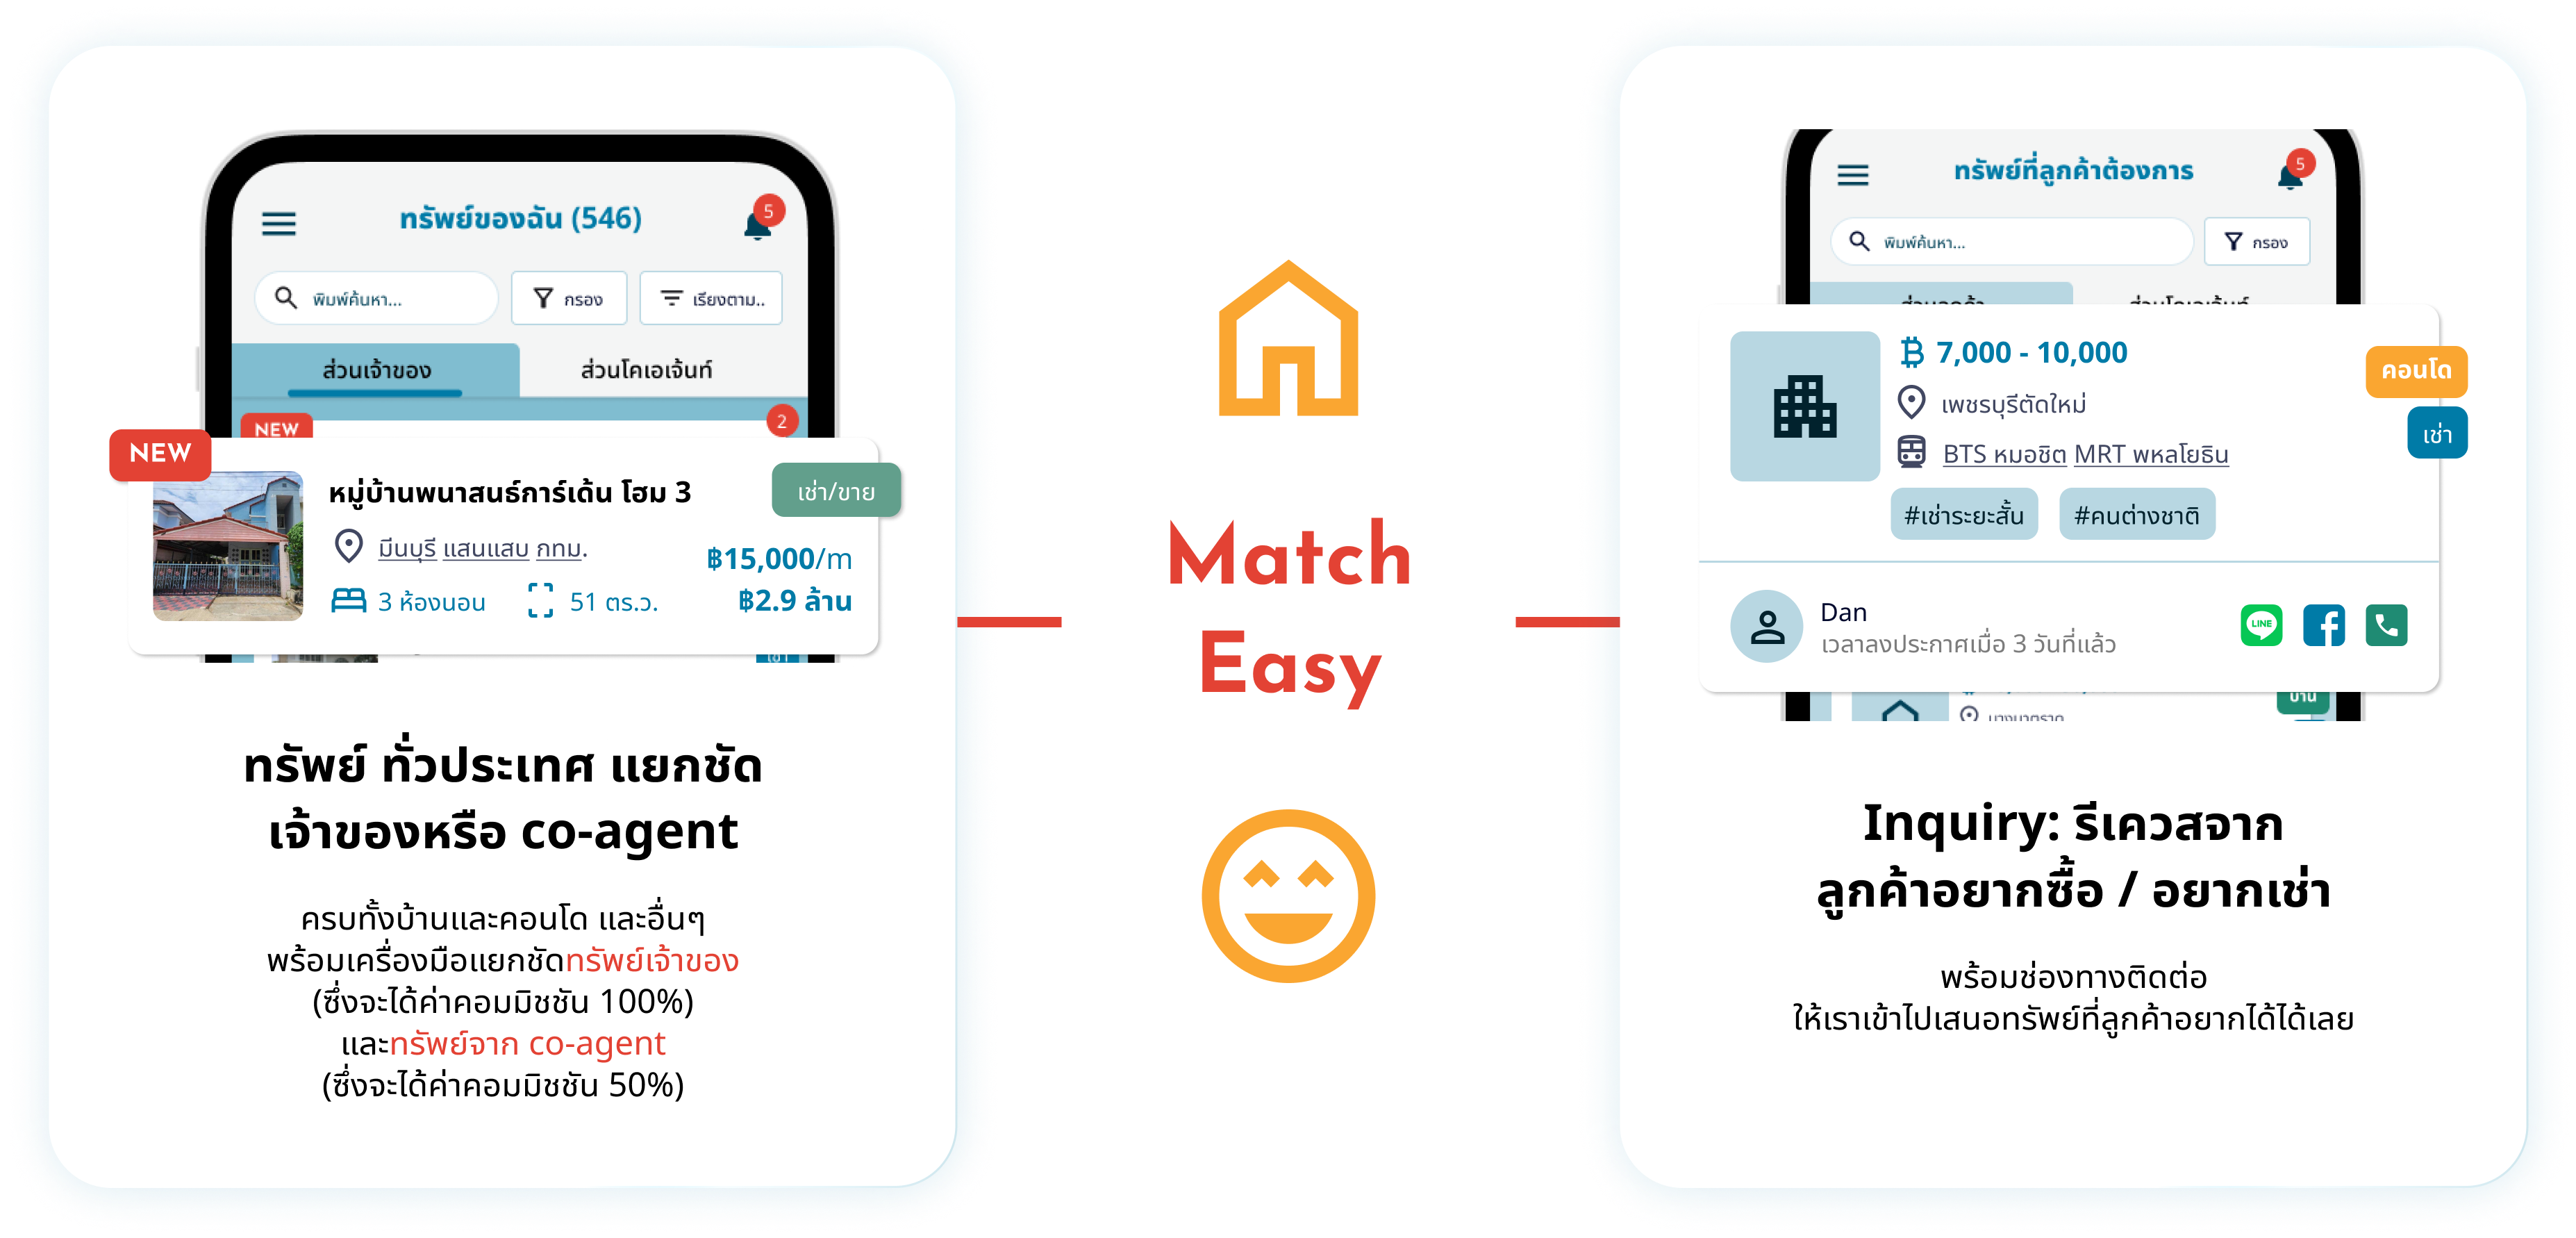 ทรัพย์ของฉัน (546)
5
พิมพ์ค้นหา...
กรอง
เรียงตาม..
ส่วนเจ้าของ
ส่วนโคเอเจ้นท์
NEW
2
NEW
หมู่บ้านพนาสนธ์การ์เด้น โฮม 3
เช่า/ขาย
มีนบุรี แสนแสบ กทม.
฿15,000/m
3 ห้องนอน
51 ตร.ว.
฿2.9 ล้าน
ทรัพย์ ทั่วประเทศ แยกชัด
เจ้าของหรือ co-agent
ครบทั้งบ้านและคอนโด และอื่นๆ
พร้อมเครื่องมือแยกชัดทรัพย์เจ้าของ
(ซึ่งจะได้ค่าคอมมิชชัน 100%)
และทรัพย์จาก co-agent
(ซึ่งจะได้ค่าคอมมิชชัน 50%)
Match
Easy
ทรัพย์ที่ลูกค้าต้องการ
5
พิมพ์ค้นหา...
กรอง
฿ 7,000 - 10,000
คอนโด
เพชรบุรีตัดใหม่
เช่า
BTS หมอชิต MRT พหลโยธิน
#เช่าระยะสั้น
#คนต่างชาติ
Dan
เวลาลงประกาศเมื่อ 3 วันที่แล้ว
LINE
บ้าน
Inquiry: รีเควสจาก
ลูกค้าอยากซื้อ / อยากเช่า
พร้อมช่องทางติดต่อ
ให้เราเข้าไปเสนอทรัพย์ที่ลูกค้าอยากได้ได้เลย